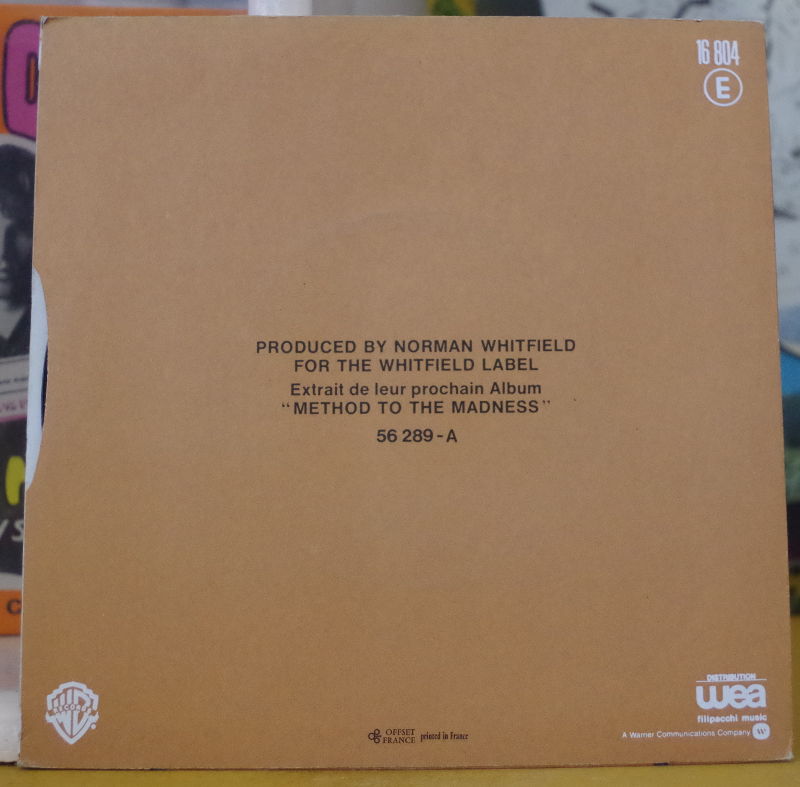 16 804
E
PRODUCED BY NORMAN WHITFIELD
FOR THE WHITFIELD LABEL
Extrait de leur prochain Album
"METHOD TO THE MADNESS"
56 289-A
RECORDS
DISTRIBUTION
wea
filipacchi music
A Warner Communications Company
OFFSET
FRANCE
printed in France